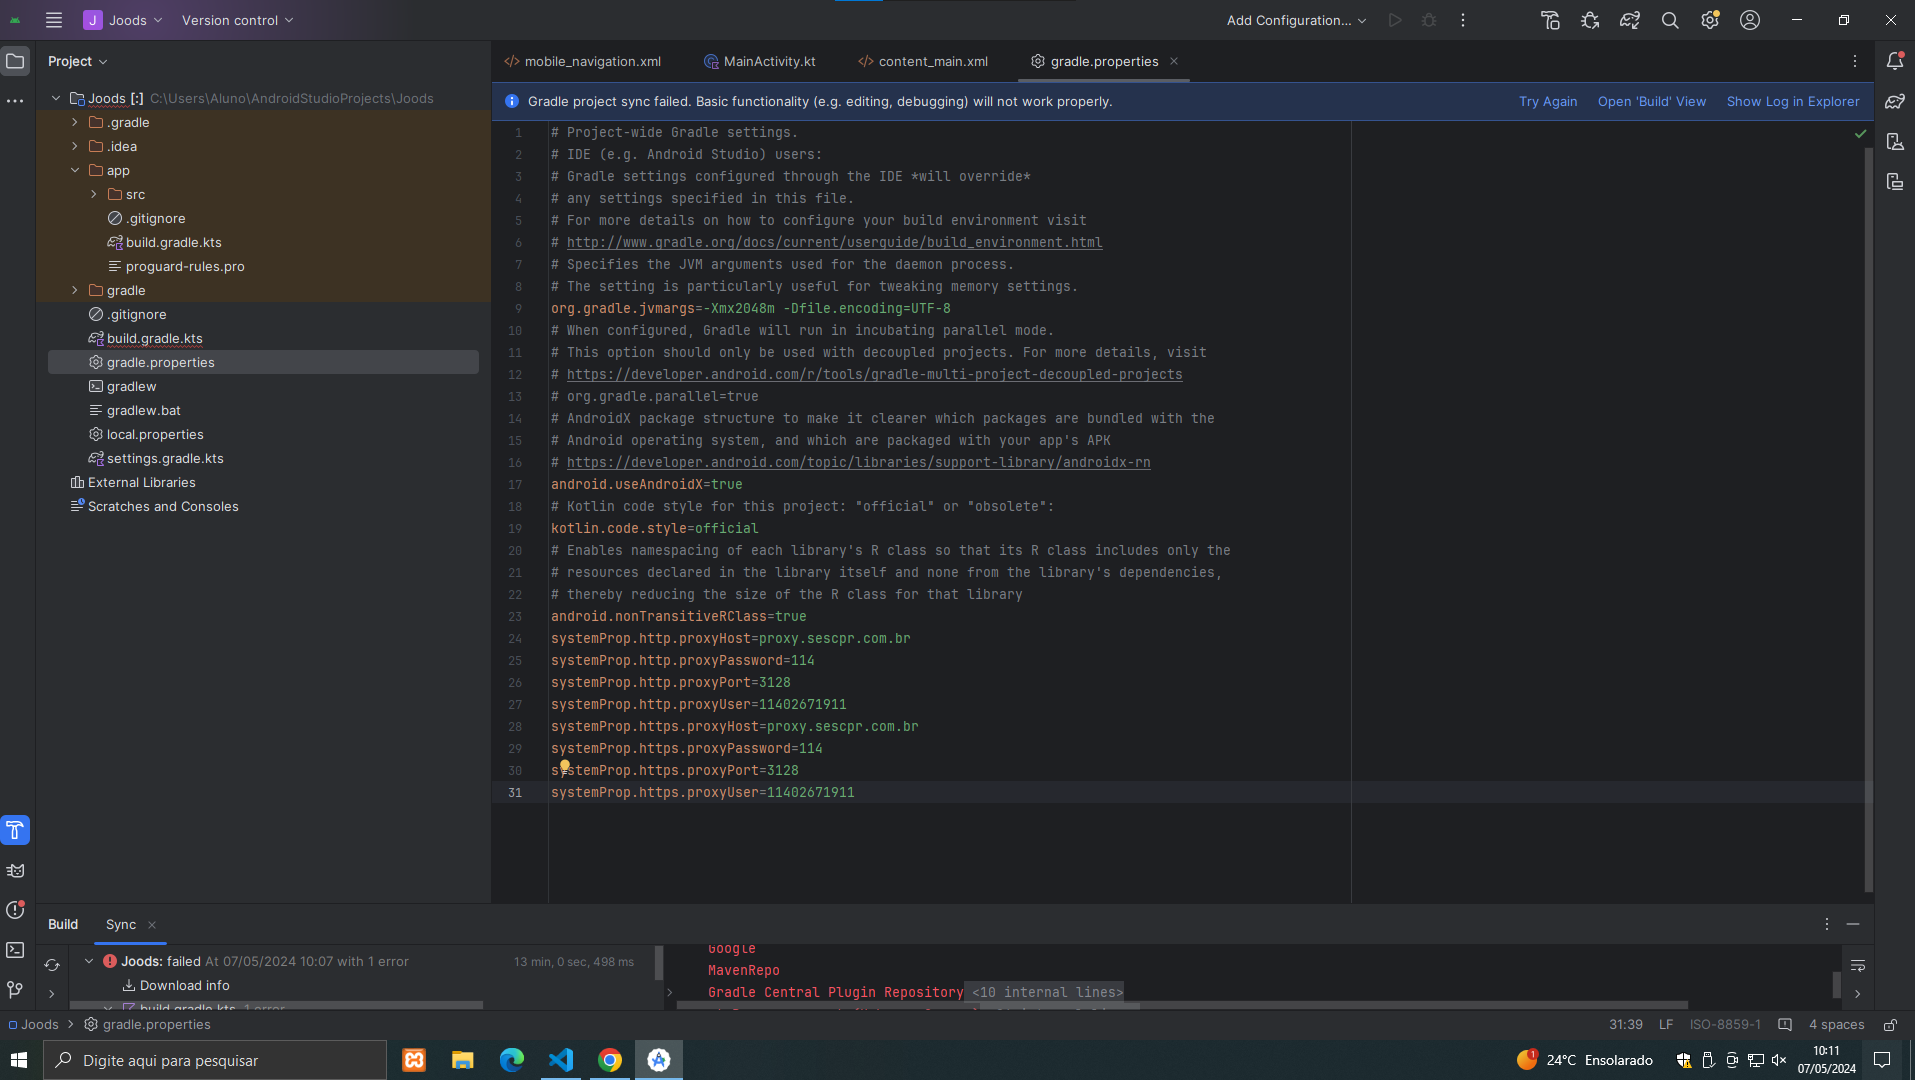 J Joods Version control
Add Configuration...
Project
mobile_navigation.xml
MainActivity.kt
content_main.xml
gradle.properties
Joods [:] C:\Users\Aluno\AndroidStudioProjects\Joods
.gradle
.idea
app
src
.gitignore
build.gradle.kts
proguard-rules.pro
gradle
.gitignore
build.gradle.kts
gradle.properties
gradlew
gradlew.bat
local.properties
settings.gradle.kts
External Libraries
Scratches and Consoles
Gradle project sync failed. Basic functionality (e.g. editing, debugging) will not work properly.
Try Again Open 'Build' View Show Log in Explorer
1 # Project-wide Gradle settings.
2 # IDE (e.g. Android Studio) users:
3 # Gradle settings configured through the IDE *will override*
4 # any settings specified in this file.
5 # For more details on how to configure your build environment visit
6 # http://www.gradle.org/docs/current/userguide/build_environment.html
7 # Specifies the JVM arguments used for the daemon process.
8 # The setting is particularly useful for tweaking memory settings.
9 org.gradle.jvmargs=-Xmx2048m -Dfile.encoding=UTF-8
10 # When configured, Gradle will run in incubating parallel mode.
11 # This option should only be used with decoupled projects. For more details, visit
12 # https://developer.android.com/r/tools/gradle-multi-project-decoupled-projects
13 # org.gradle.parallel=true
14 # AndroidX package structure to make it clearer which packages are bundled with the
15 # Android operating system, and which are packaged with your app's APK
16 # https://developer.android.com/topic/libraries/support-library/androidx-rn
17 android.useAndroidX=true
18 # Kotlin code style for this project: "official" or "obsolete":
19 kotlin.code.style=official
20 # Enables namespacing of each library's R class so that its R class includes only the
21 # resources declared in the library itself and none from the library's dependencies,
22 # thereby reducing the size of the R class for that library
23 android.nonTransitiveRClass=true
24 systemProp.http.proxyHost=proxy.sescpr.com.br
25 systemProp.http.proxyPassword=114
26 systemProp.http.proxyPort=3128
27 systemProp.http.proxyUser=11402671911
28 systemProp.https.proxyHost=proxy.sescpr.com.br
29 systemProp.https.proxyPassword=114
30 systemProp.https.proxyPort=3128
31 systemProp.https.proxyUser=11402671911
Build Sync
Joods: failed At 07/05/2024 10:07 with 1 error 13 min, 0 sec, 498 ms
Download info
build.gradle.kts 1 error
Google
MavenRepo
Gradle Central Plugin Repository <10 internal lines>
Joods > gradle.properties
31:39 LF ISO-8859-1 4 spaces
Digite aqui para pesquisar
1 24°C Ensolarado
10:11
07/05/2024